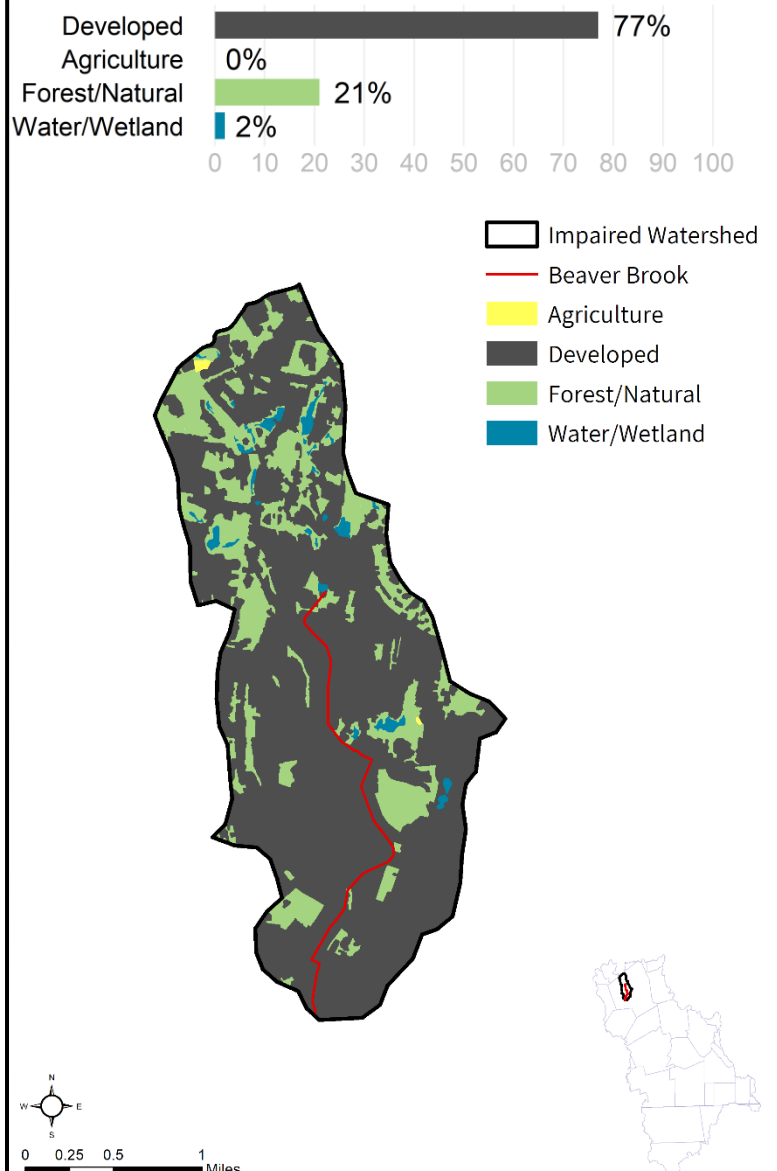 Developed 77%
Agriculture 0%
Forest/Natural 21%
Water/Wetland 2%
0 10 20 30 40 50 60 70 80 90 100
Impaired Watershed
Beaver Brook
Agriculture
Developed
Forest/Natural
Water/Wetland
N
W E
S
0 0.25 0.5 1
Miles